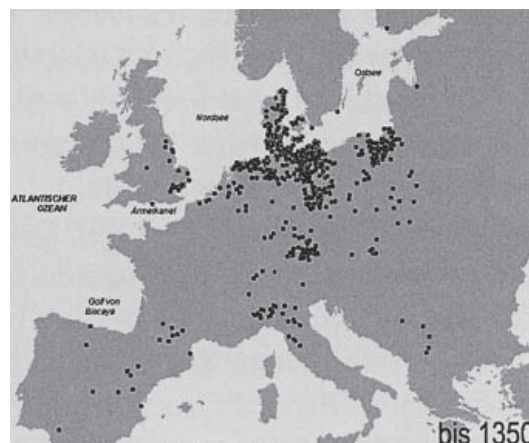 Ostsee
Nordsee
ATLANTISCHER
OZEAN
Ärmelkanal
Golf von
Biscaya
bis 1350